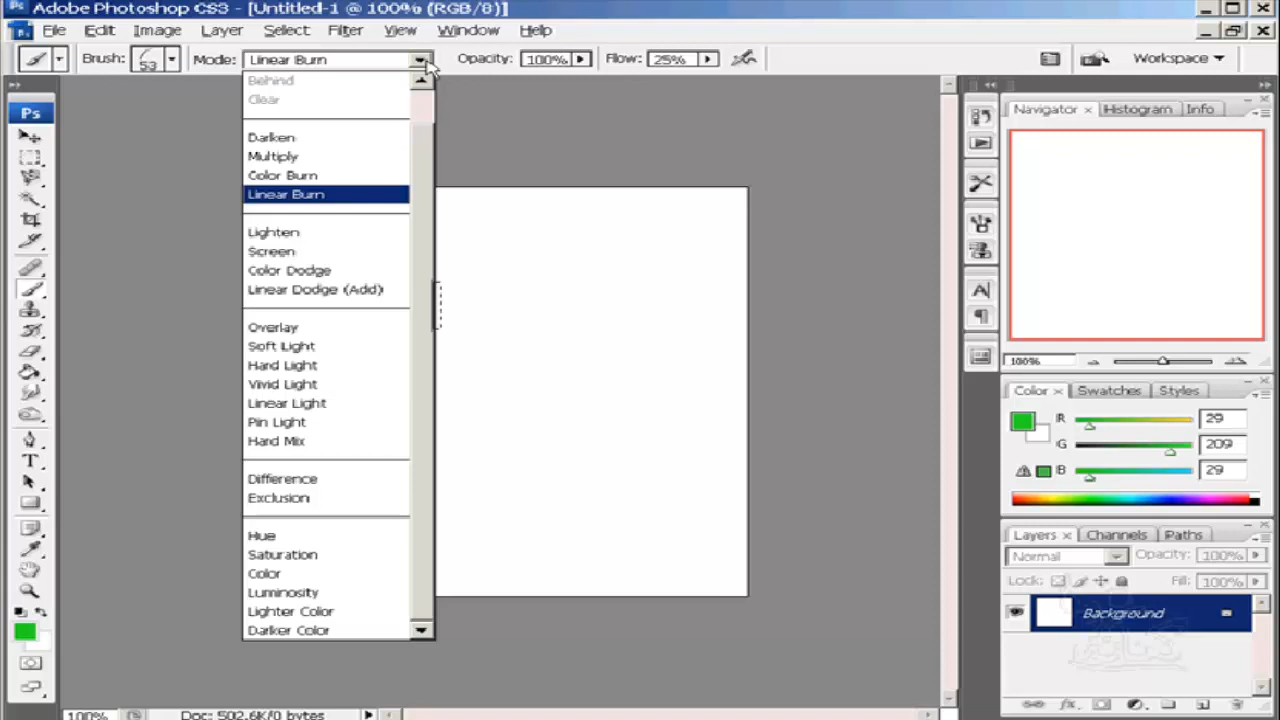 Adobe Photoshop CS3 - [Untitled-1 @ 100% (RGB/8)]
File Edit Image Layer Select Filter View Window Help
Brush: 53 Mode: Linear Burn Opacity: 100% Flow: 25% Workspace
Behind
Clear
Darken
Multiply
Color Burn
Linear Burn
Lighten
Screen
Color Dodge
Linear Dodge (Add)
Overlay
Soft Light
Hard Light
Vivid Light
Linear Light
Pin Light
Hard Mix
Difference
Exclusion
Hue
Saturation
Color
Luminosity
Lighter Color
Darker Color
Ps
Navigator × Histogram Info
100%
Color × Swatches Styles
R 29
G 209
B 29
Layers × Channels Paths
Normal Opacity: 100%
Lock: Fill: 100%
Background
100% Doc: 502.6K/0 bytes